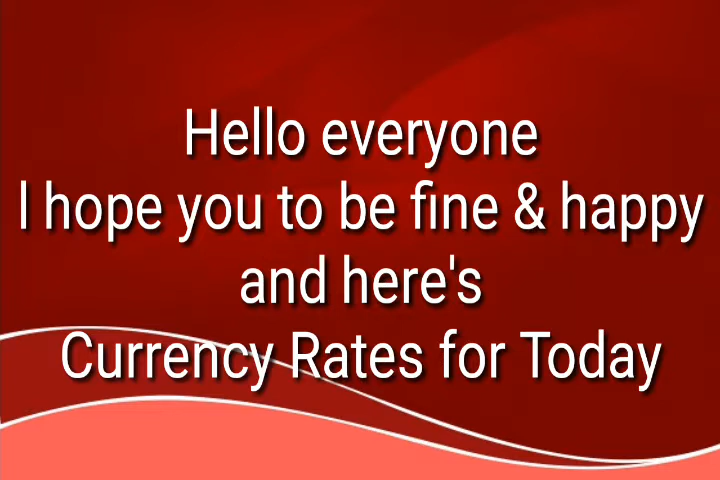 Hello everyone
I hope you to be fine & happy
and here's
Currency Rates for Today